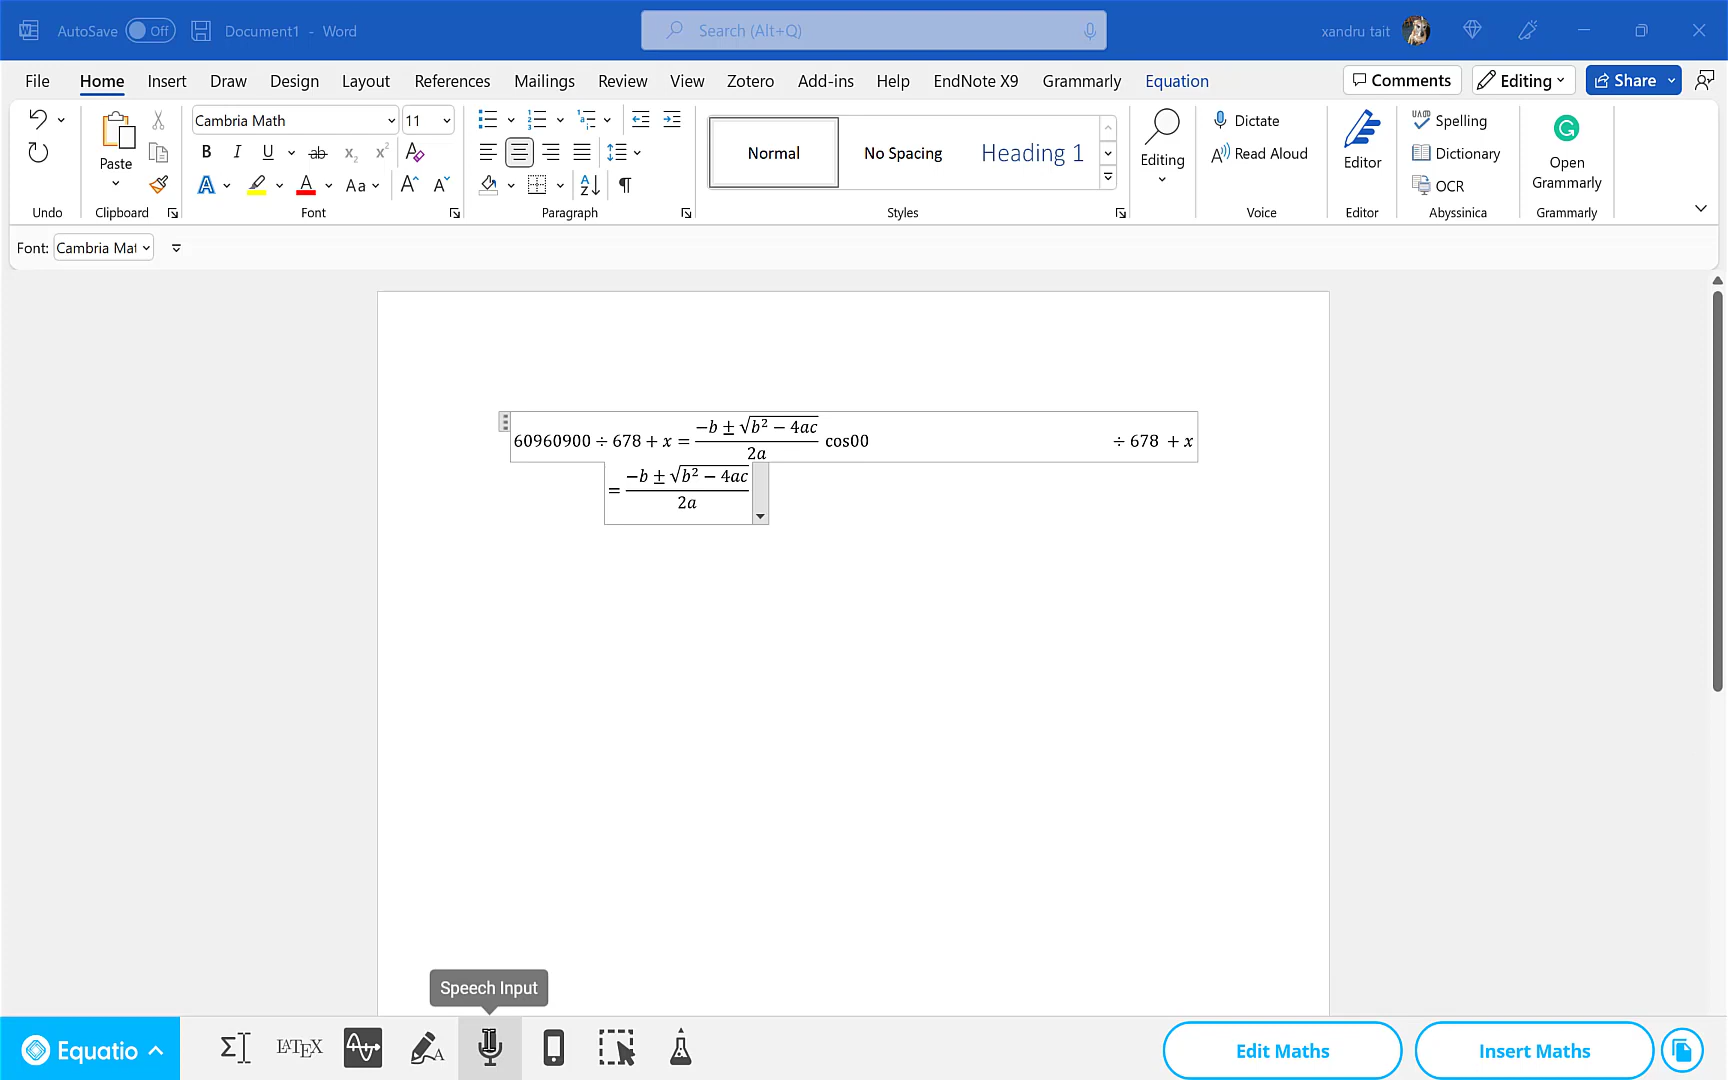 AutoSave Off Document1 - Word Search (Alt+Q) xandru tait
File Home Insert Draw Design Layout References Mailings Review View Zotero Add-ins Help EndNote X9 Grammarly Equation Comments Editing Share
Cambria Math 11 Dictate Spelling
Paste B I U ab x₂ x² A Normal No Spacing Heading 1 Editing Read Aloud Editor Dictionary Open Grammarly
A A Aa A A OCR
Undo Clipboard Font Paragraph Styles Voice Editor Abyssinica Grammarly
Font: Cambria Mat
60960900 ÷ 678 + x = (−b ± √(b² − 4ac))/2a cos00 ÷ 678 + x
= (−b ± √(b² − 4ac))/2a
Speech Input
Equatio LATEX Edit Maths Insert Maths